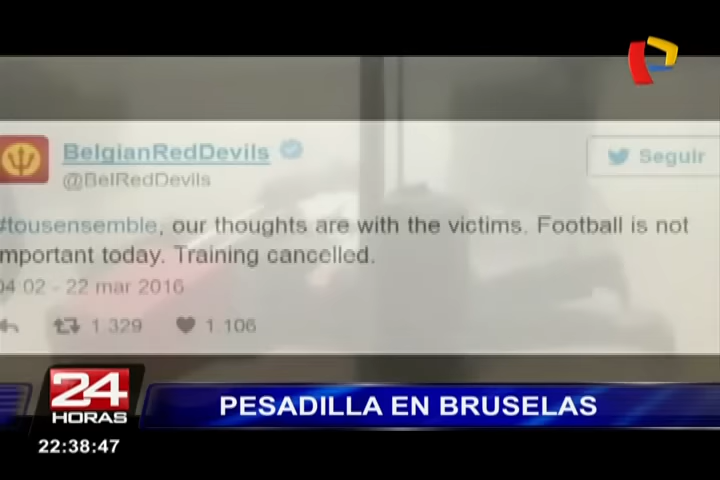 BelgianRedDevils
Seguir
@BelRedDevils
#tousensemble, our thoughts are with the victims. Football is not
mportant today. Training cancelled.
04:02 - 22 mar 2016
1.329 1.106
24
HORAS
PESADILLA EN BRUSELAS
22:38:47